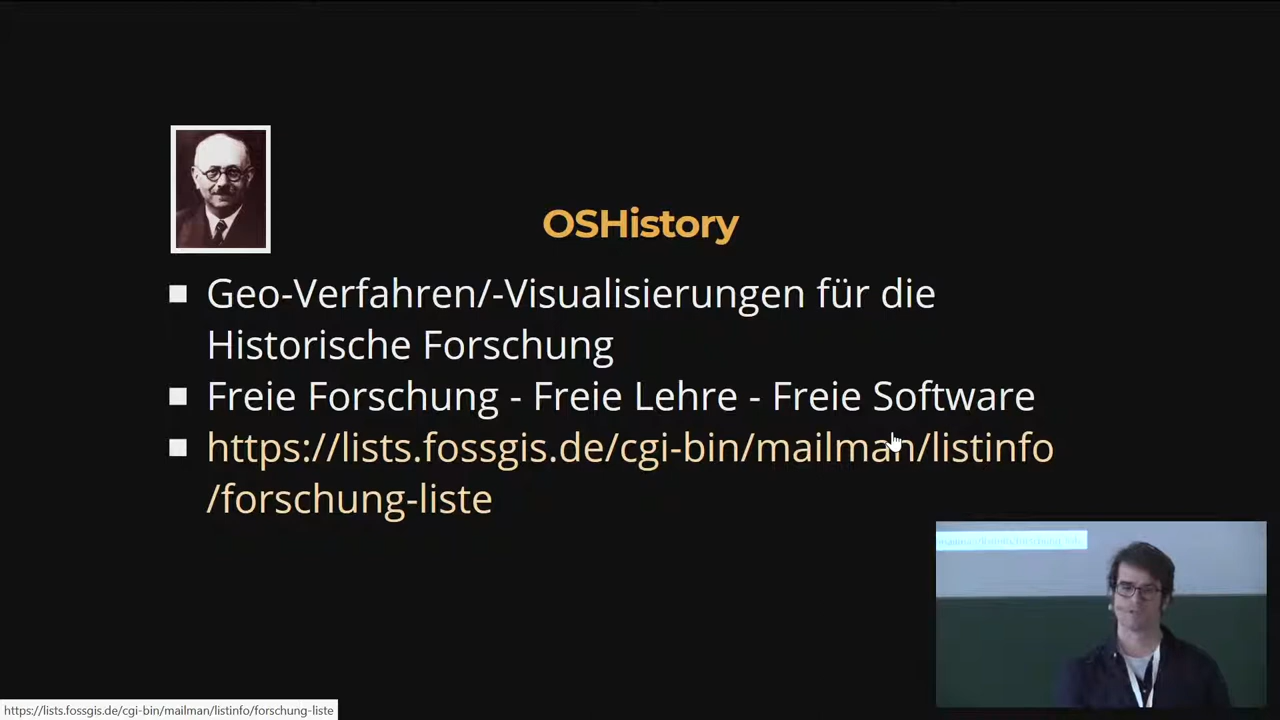 OSHistory
Geo-Verfahren/-Visualisierungen für die
Historische Forschung
Freie Forschung - Freie Lehre - Freie Software
https://lists.fossgis.de/cgi-bin/mailman/listinfo
/forschung-liste
https://lists.fossgis.de/cgi-bin/mailman/listinfo/forschung-liste